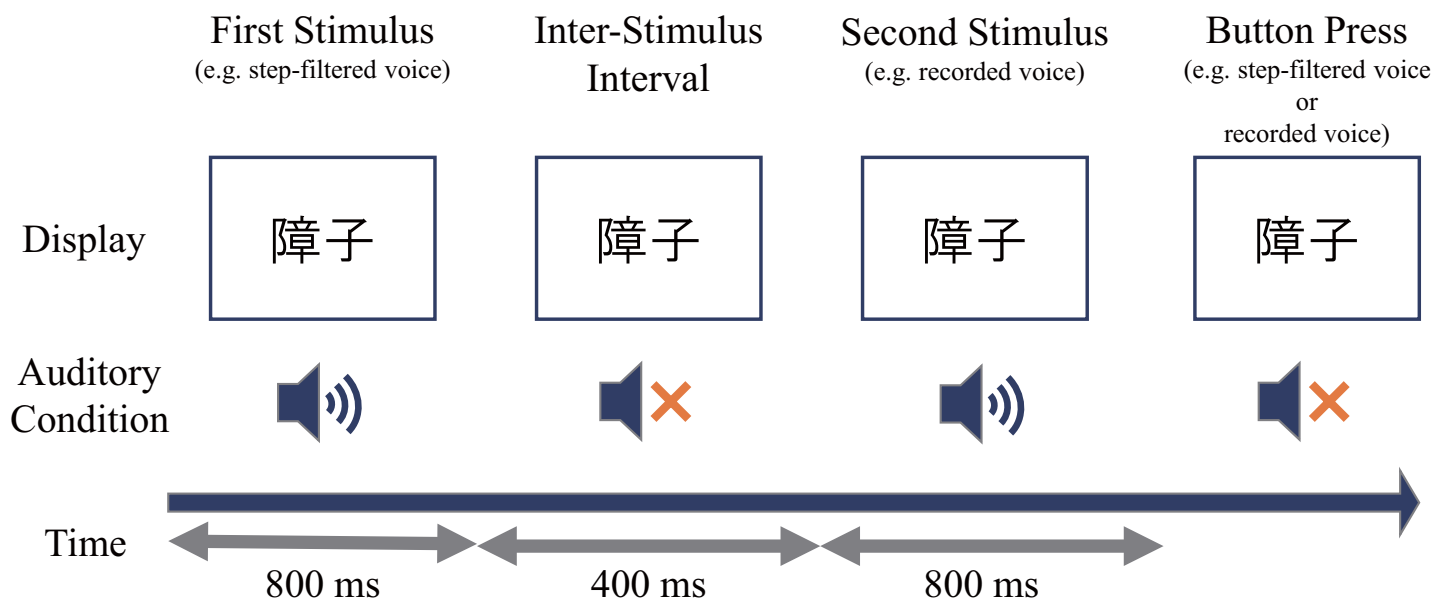 First Stimulus
(e.g. step-filtered voice)
Inter-Stimulus
Interval
Second Stimulus
(e.g. recorded voice)
Button Press
(e.g. step-filtered voice
or
recorded voice)
Display
障子
障子
障子
障子
Auditory
Condition
Time
800 ms
400 ms
800 ms